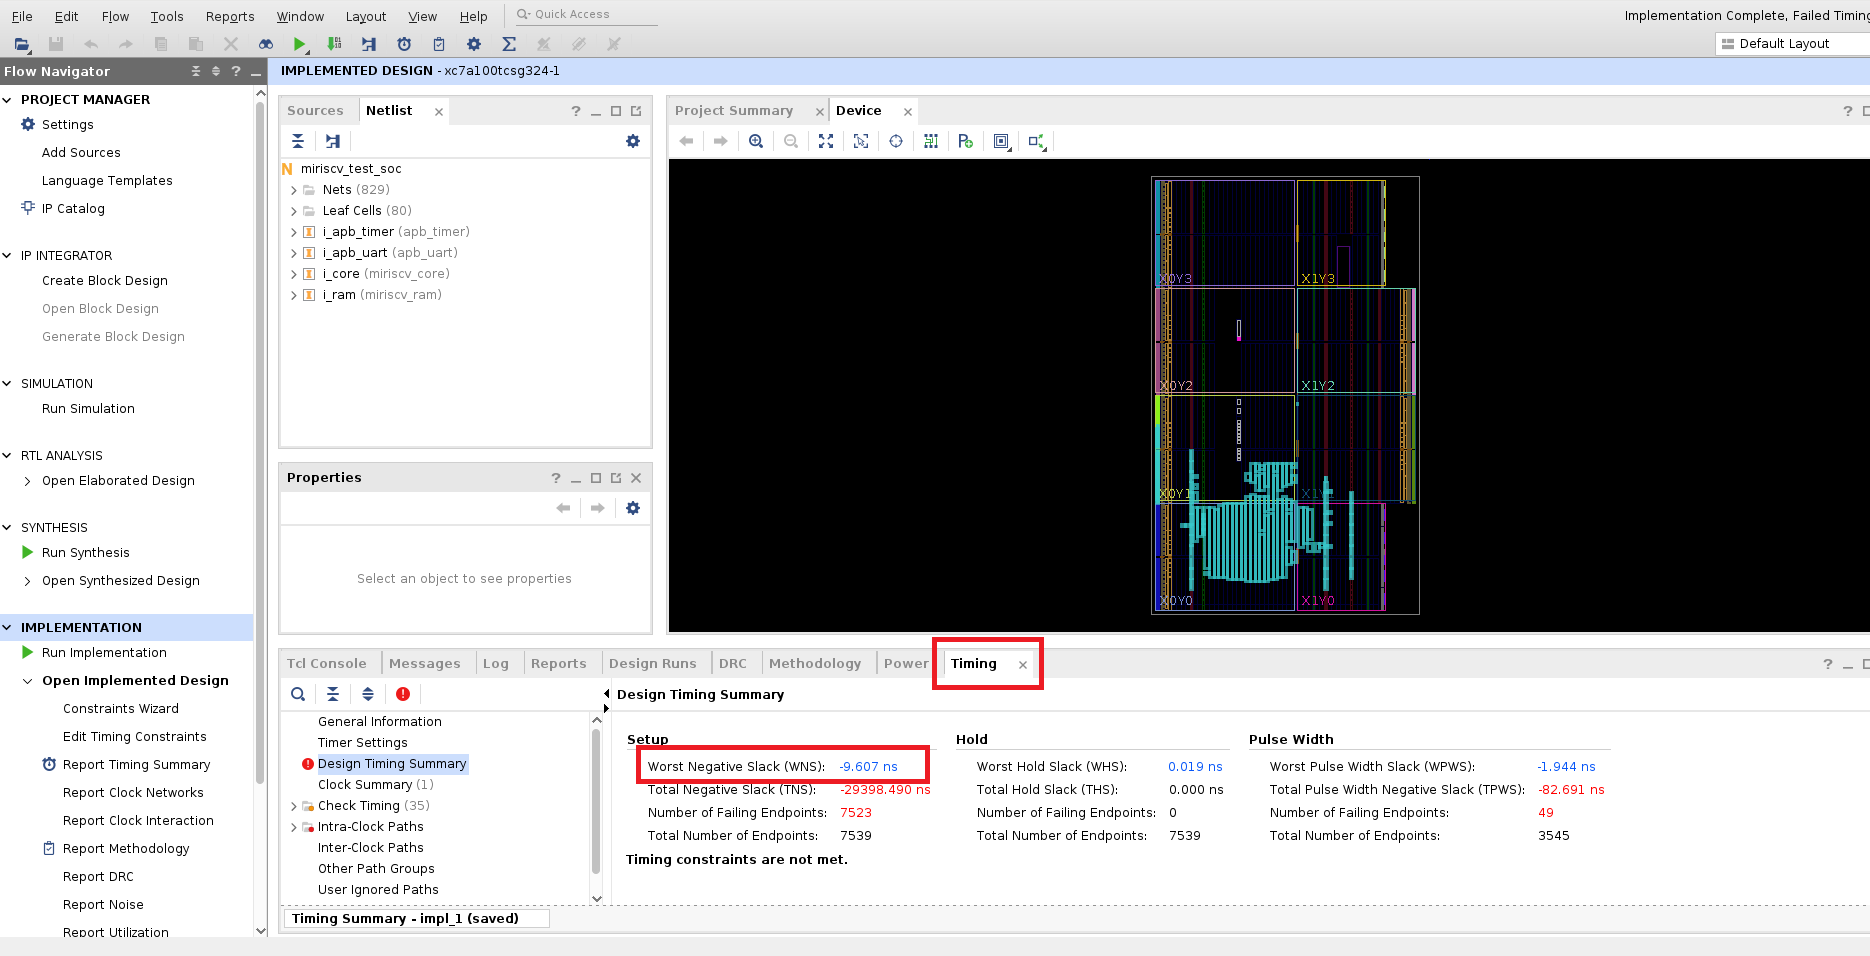 File Edit Flow Tools Reports Window Layout View Help Quick Access
Implementation Complete, Failed Timing
Default Layout
Flow Navigator
IMPLEMENTED DESIGN - xc7a100tcsg324-1
PROJECT MANAGER
Settings
Add Sources
Language Templates
IP Catalog
IP INTEGRATOR
Create Block Design
Open Block Design
Generate Block Design
SIMULATION
Run Simulation
RTL ANALYSIS
Open Elaborated Design
SYNTHESIS
Run Synthesis
Open Synthesized Design
IMPLEMENTATION
Run Implementation
Open Implemented Design
Constraints Wizard
Edit Timing Constraints
Report Timing Summary
Report Clock Networks
Report Clock Interaction
Report Methodology
Report DRC
Report Noise
Report Utilization
Sources Netlist
N miriscv_test_soc
Nets (829)
Leaf Cells (80)
i_apb_timer (apb_timer)
i_apb_uart (apb_uart)
i_core (miriscv_core)
i_ram (miriscv_ram)
Properties
Select an object to see properties
Project Summary Device
X0Y3 X1Y3
X0Y2 X1Y2
X0Y1 X1Y1
X0Y0 X1Y0
Tcl Console Messages Log Reports Design Runs DRC Methodology Power Timing
General Information
Timer Settings
Design Timing Summary
Clock Summary (1)
Check Timing (35)
Intra-Clock Paths
Inter-Clock Paths
Other Path Groups
User Ignored Paths
Design Timing Summary
Setup Hold Pulse Width
Worst Negative Slack (WNS): -9.607 ns Worst Hold Slack (WHS): 0.019 ns Worst Pulse Width Slack (WPWS): -1.944 ns
Total Negative Slack (TNS): -29398.490 ns Total Hold Slack (THS): 0.000 ns Total Pulse Width Negative Slack (TPWS): -82.691 ns
Number of Failing Endpoints: 7523 Number of Failing Endpoints: 0 Number of Failing Endpoints: 49
Total Number of Endpoints: 7539 Total Number of Endpoints: 7539 Total Number of Endpoints: 3545
Timing constraints are not met.
Timing Summary - impl_1 (saved)